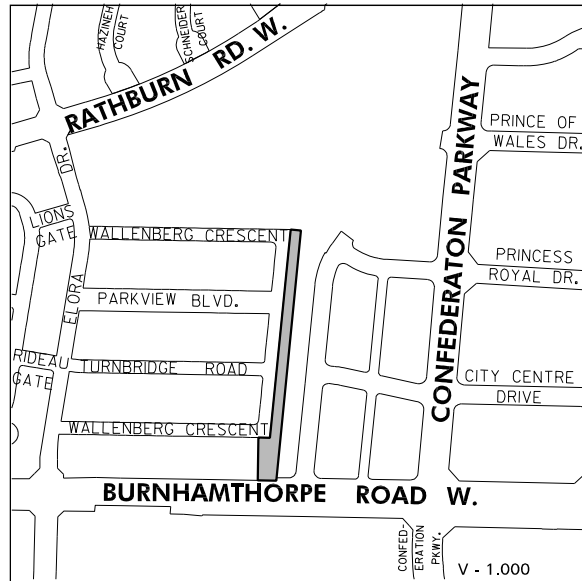 HAZINEH
COURT
SCHNEIDER
COURT
RATHBURN RD. W.
CONFEDERATON PARKWAY
PRINCE OF
WALES DR.
ELORA DR.
LIONS
GATE
WALLENBERG CRESCENT
PRINCESS
ROYAL DR.
PARKVIEW BLVD.
RIDEAU
GATE
TURNBRIDGE ROAD
CITY CENTRE
DRIVE
WALLENBERG CRESCENT
BURNHAMTHORPE ROAD W.
CONFED-
ERATION
PKWY.
V - 1.000